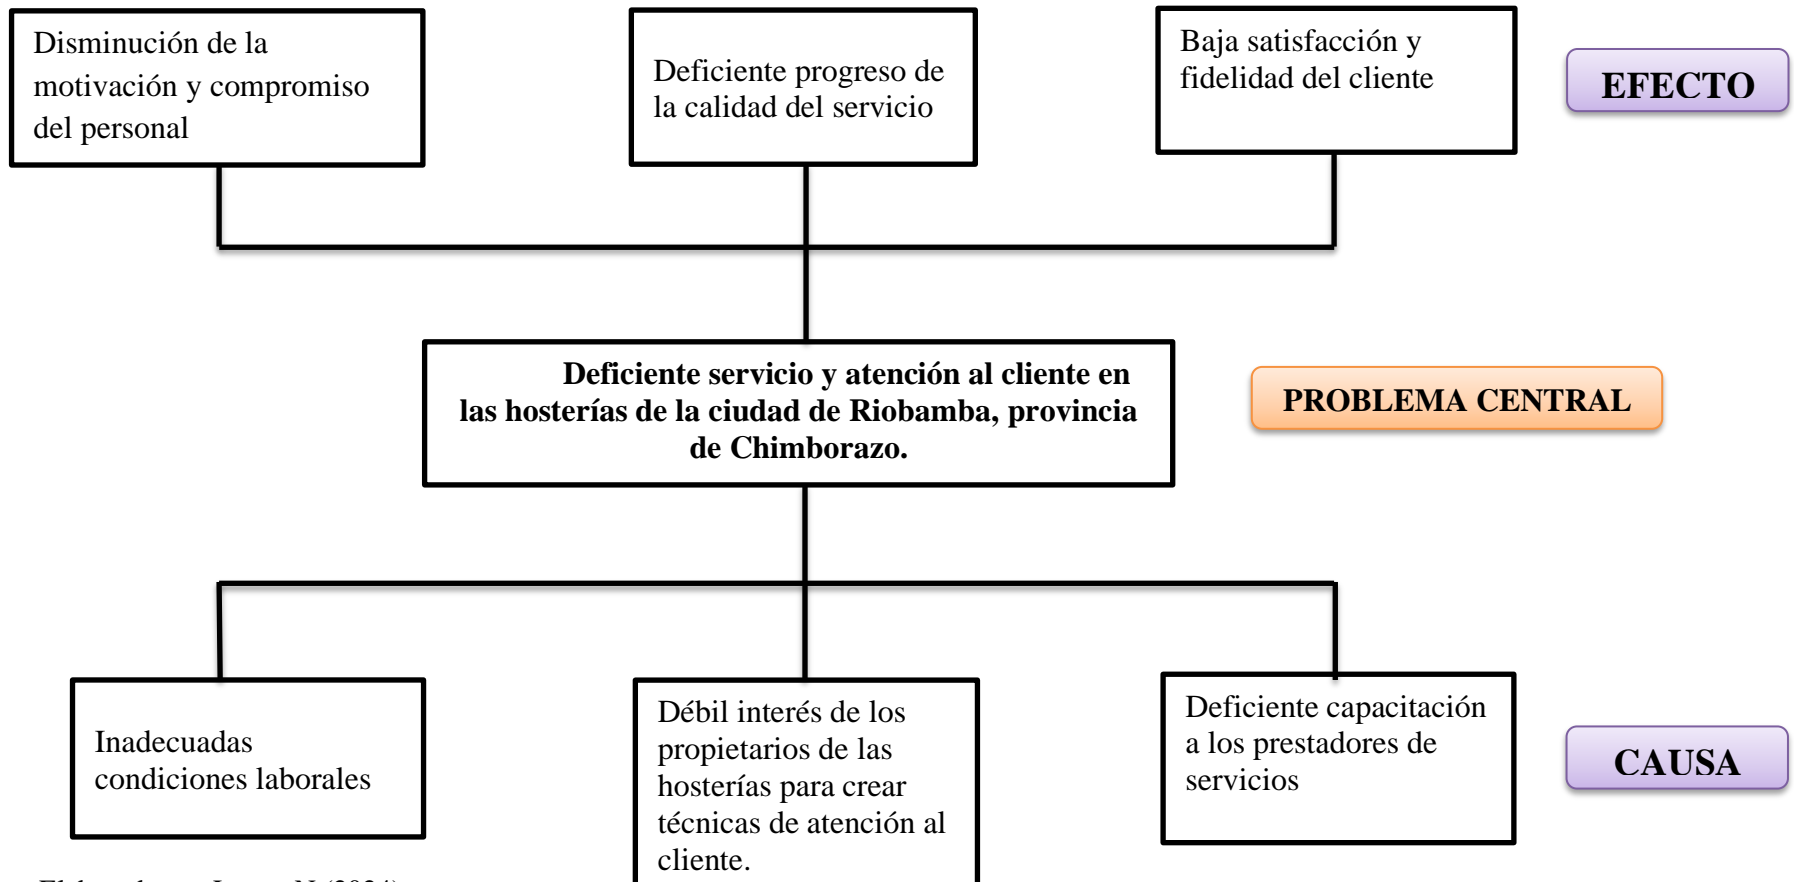 Disminución de la
motivación y compromiso
del personal
Deficiente progreso de
la calidad del servicio
Baja satisfacción y
fidelidad del cliente
EFECTO
Deficiente servicio y atención al cliente en
las hosterías de la ciudad de Riobamba, provincia
de Chimborazo.
PROBLEMA CENTRAL
Inadecuadas
condiciones laborales
Débil interés de los
propietarios de las
hosterías para crear
técnicas de atención al
cliente.
Deficiente capacitación
a los prestadores de
servicios
CAUSA